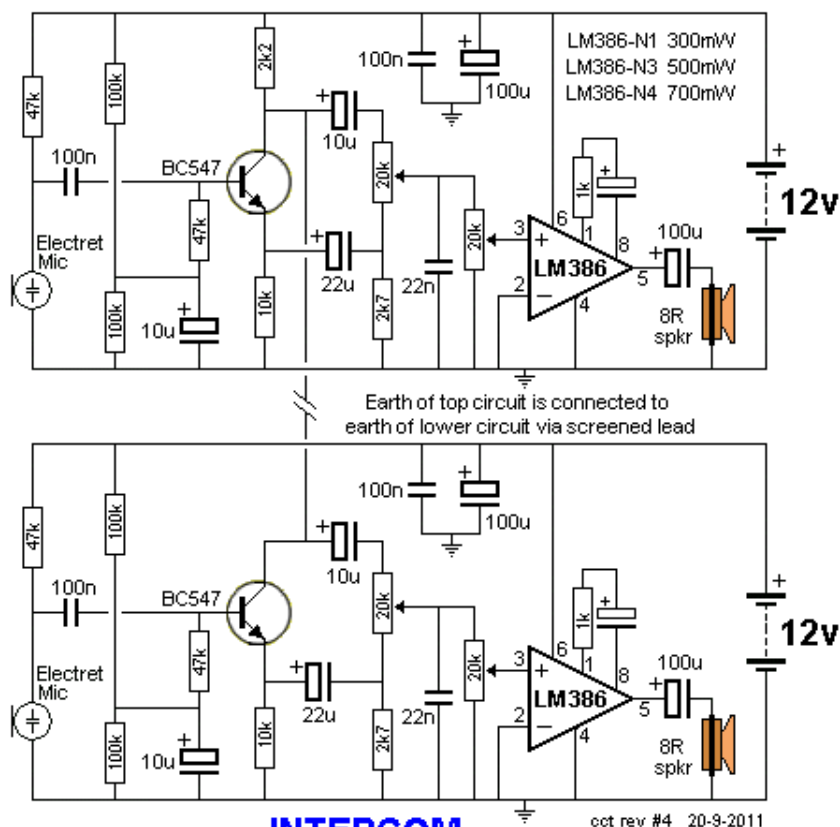 LM386-N1 300mW
LM386-N3 500mW
LM386-N4 700mW
47k
100k
2k2
100n
100u
+
100n
BC547
47k
10u
+
20k
20k
1k
+
12v
+
Electret
Mic
100k
10u
+
10k
22u
+
2k7
22n
3
+
2
−
LM386
6
1
8
5
4
100u
+
8R
spkr
Earth of top circuit is connected to
earth of lower circuit via screened lead
47k
100k
100n
100u
+
100n
BC547
47k
10u
+
20k
20k
1k
+
12v
+
Electret
Mic
100k
10u
+
10k
22u
+
2k7
22n
3
+
2
−
LM386
6
1
8
5
4
100u
+
8R
spkr
INTERCOM
cct rev #4 20-9-2011